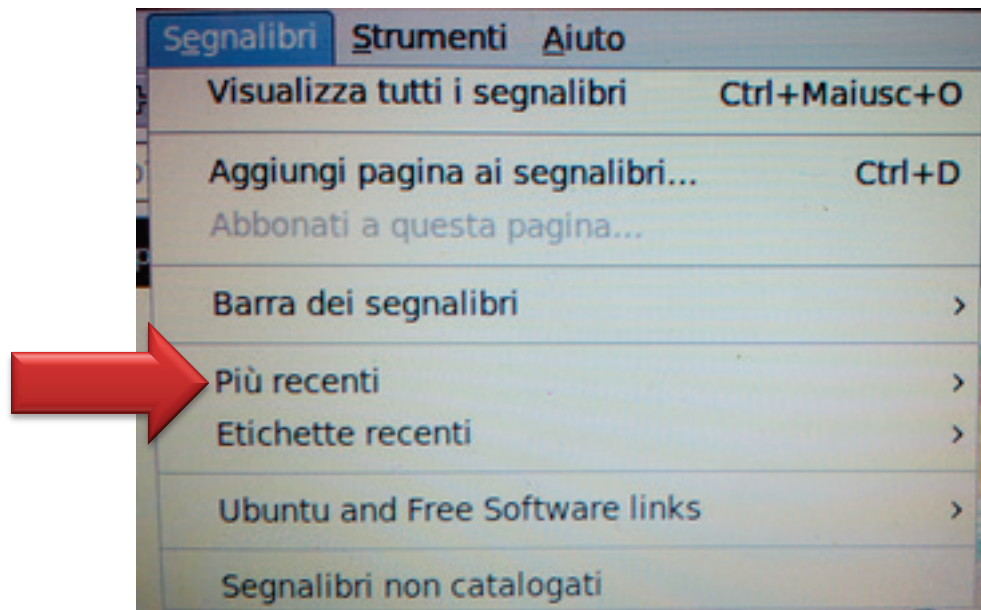 Segnalibri Strumenti Aiuto
Visualizza tutti i segnalibri Ctrl+Maiusc+O
Aggiungi pagina ai segnalibri... Ctrl+D
Abbonati a questa pagina...
Barra dei segnalibri >
Più recenti >
Etichette recenti >
Ubuntu and Free Software links >
Segnalibri non catalogati